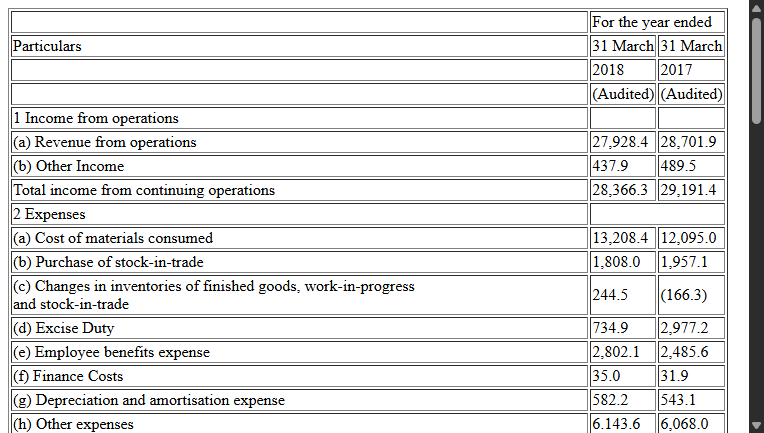 For the year ended
Particulars 31 March 31 March
2018 2017
(Audited) (Audited)
1 Income from operations
(a) Revenue from operations 27,928.4 28,701.9
(b) Other Income 437.9 489.5
Total income from continuing operations 28,366.3 29,191.4
2 Expenses
(a) Cost of materials consumed 13,208.4 12,095.0
(b) Purchase of stock-in-trade 1,808.0 1,957.1
(c) Changes in inventories of finished goods, work-in-progress
and stock-in-trade 244.5 (166.3)
(d) Excise Duty 734.9 2,977.2
(e) Employee benefits expense 2,802.1 2,485.6
(f) Finance Costs 35.0 31.9
(g) Depreciation and amortisation expense 582.2 543.1
(h) Other expenses 6.143.6 6,068.0